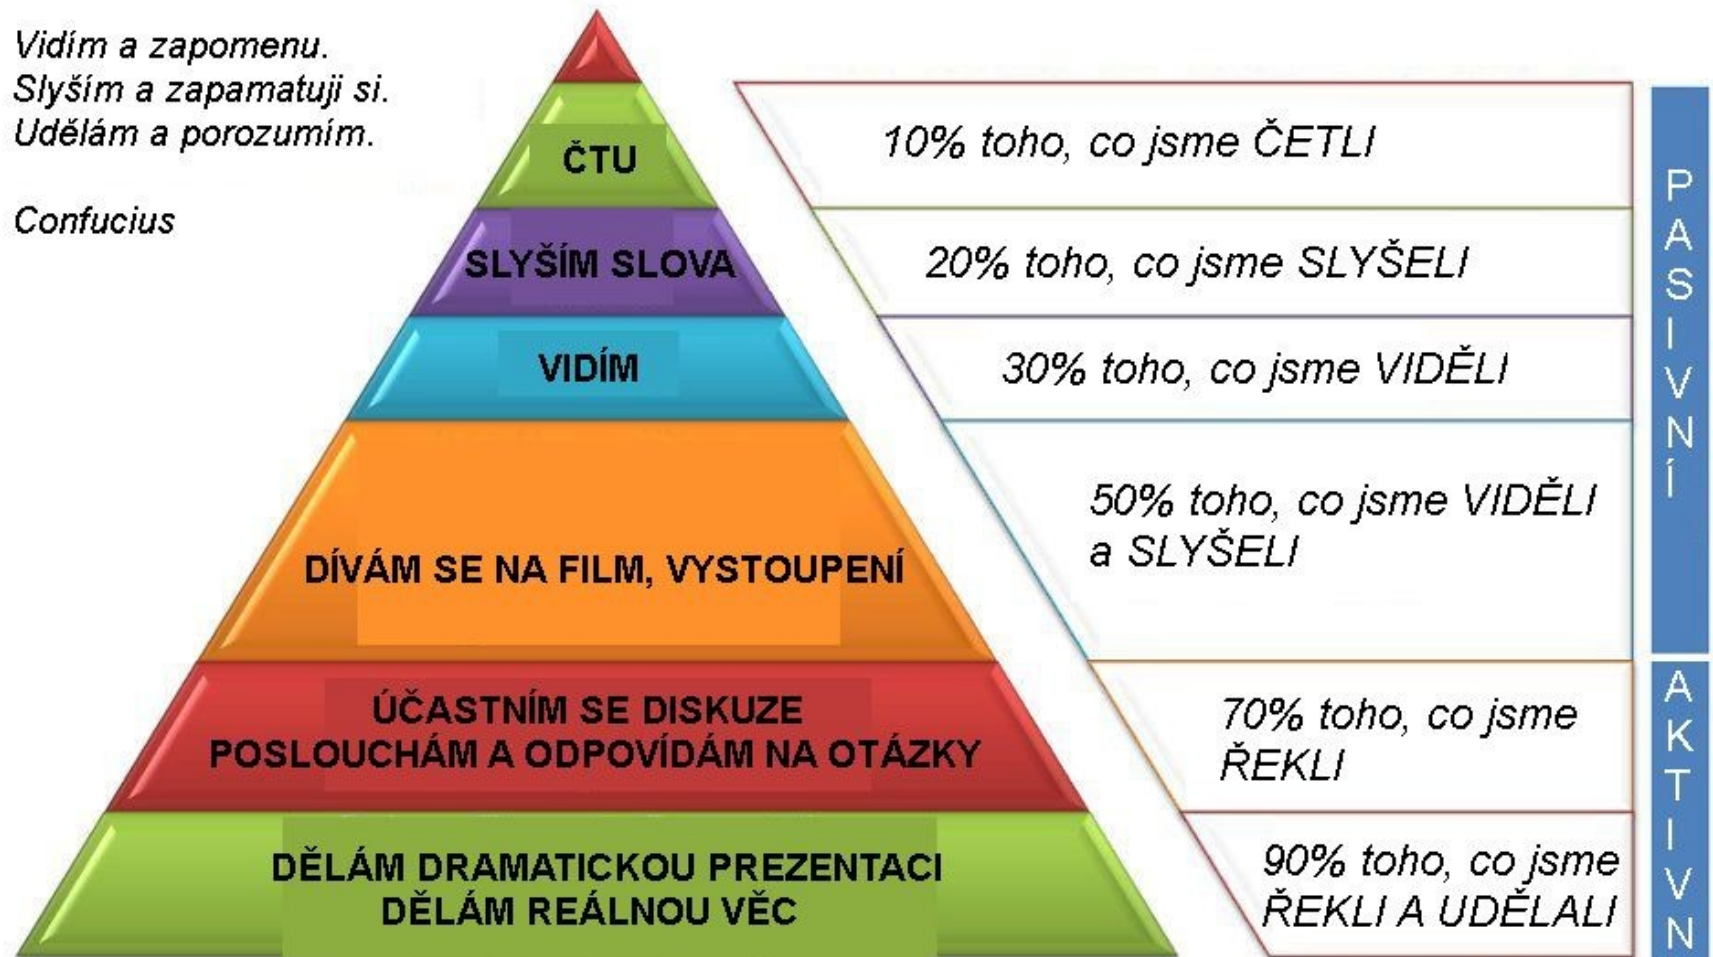 Vidím a zapomenu.
Slyším a zapamatuji si.
Udělám a porozumím.
Confucius
ČTU
10% toho, co jsme ČETLI
SLYŠÍM SLOVA
20% toho, co jsme SLYŠELI
VIDÍM
30% toho, co jsme VIDĚLI
DÍVÁM SE NA FILM, VYSTOUPENÍ
50% toho, co jsme VIDĚLI
a SLYŠELI
PASIVNÍ
ÚČASTNÍM SE DISKUZE
POSLOUCHÁM A ODPOVÍDÁM NA OTÁZKY
70% toho, co jsme
ŘEKLI
DĚLÁM DRAMATICKOU PREZENTACI
DĚLÁM REÁLNOU VĚC
90% toho, co jsme
ŘEKLI A UDĚLALI
AKTIVN